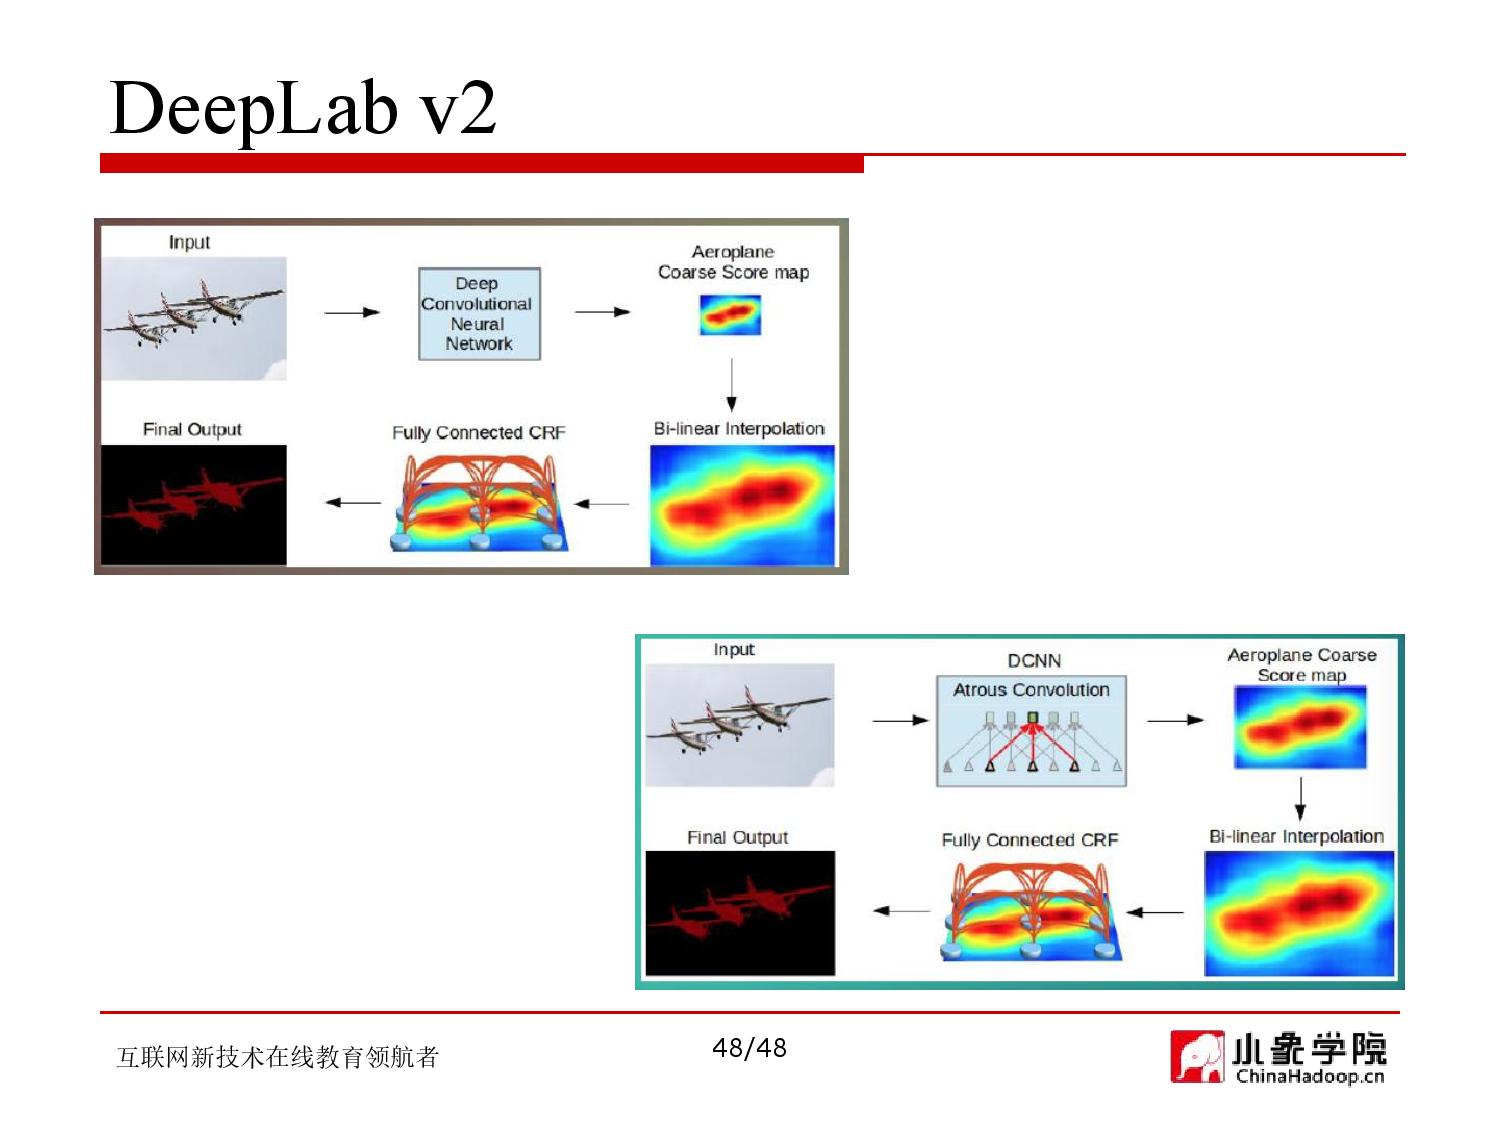 DeepLab v2
Input
Deep
Convolutional
Neural
Network
Aeroplane
Coarse Score map
Final Output
Fully Connected CRF
Bi-linear Interpolation
Input
DCNN
Atrous Convolution
Aeroplane Coarse
Score map
Final Output
Fully Connected CRF
Bi-linear Interpolation
互联网新技术在线教育领航者
48/48
小象学院
ChinaHadoop.cn